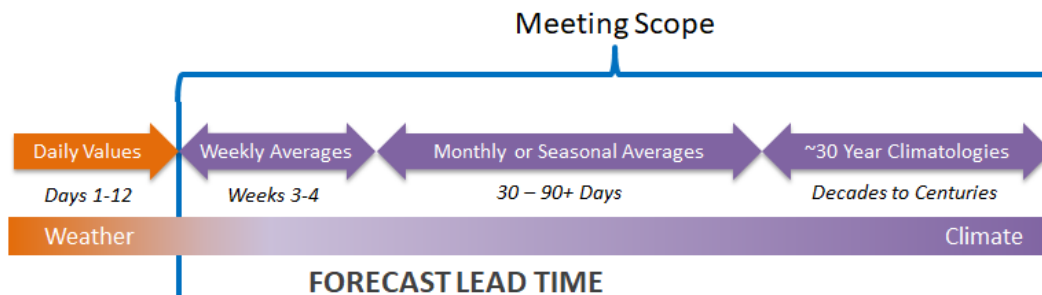 Meeting Scope
Daily Values
Weekly Averages
Monthly or Seasonal Averages
~30 Year Climatologies
Days 1-12
Weeks 3-4
30 – 90+ Days
Decades to Centuries
Weather
Climate
FORECAST LEAD TIME